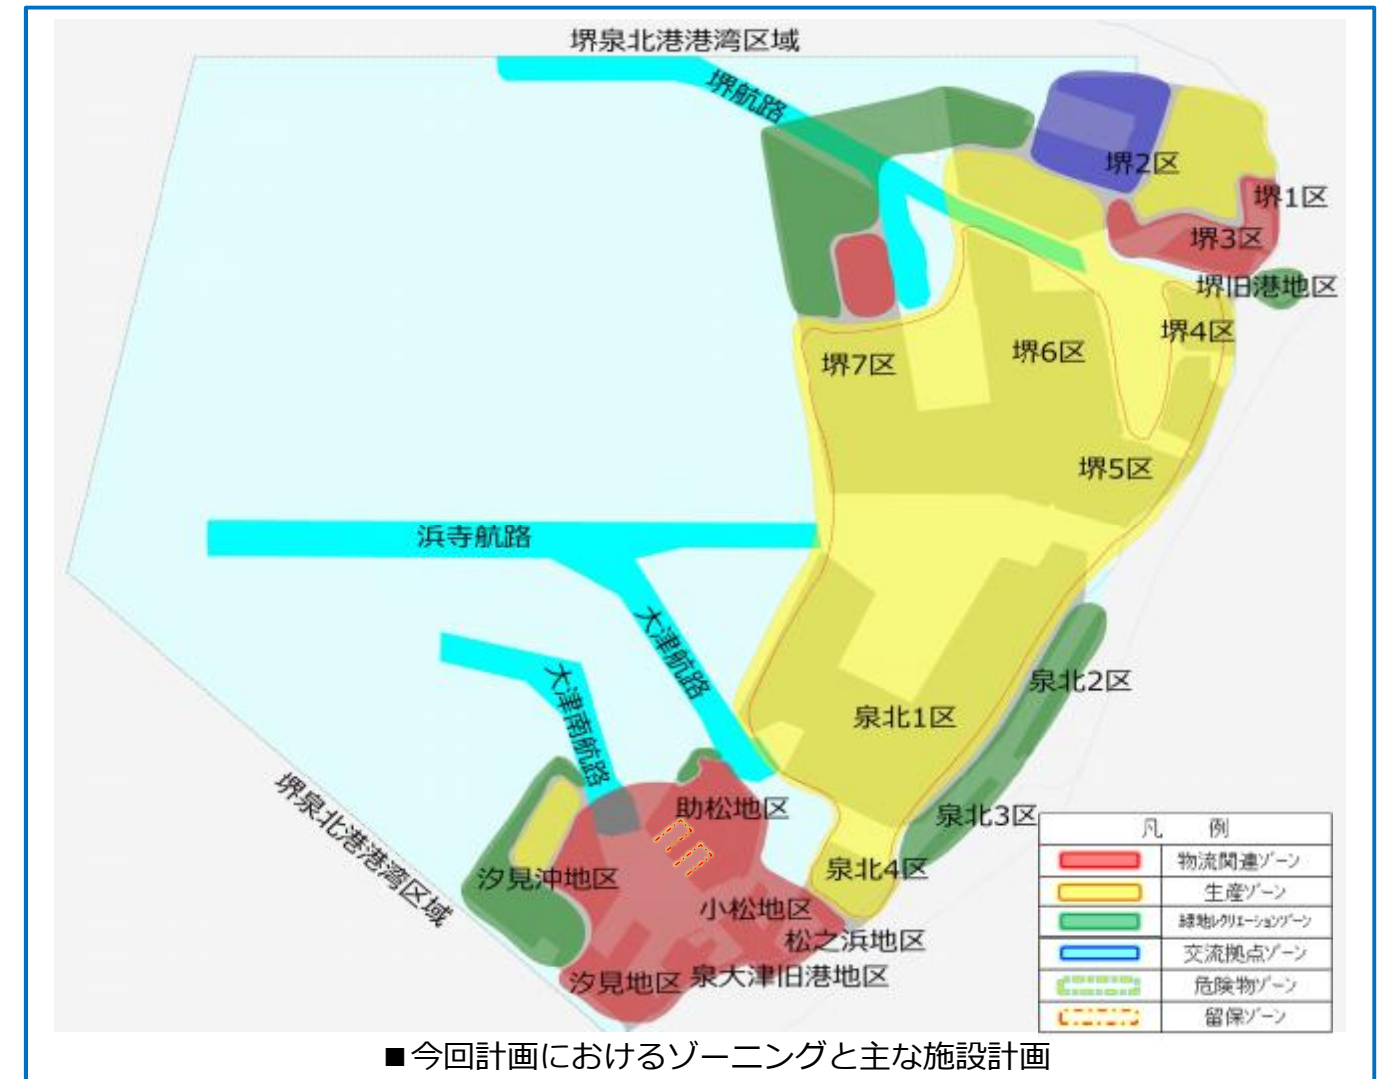 堺泉北港港湾区域
堺航路
堺2区
堺1区
堺3区
堺旧港地区
堺4区
堺7区
堺6区
堺5区
浜寺航路
大津航路
大津南航路
泉北2区
泉北1区
堺泉北港港湾区域
助松地区
泉北3区
汐見沖地区
泉北4区
小松地区
松之浜地区
汐見地区
泉大津旧港地区
凡 例
物流関連ゾーン
生産ゾーン
緑地レクリエーションゾーン
交流拠点ゾーン
危険物ゾーン
留保ゾーン
■今回計画におけるゾーニングと主な施設計画